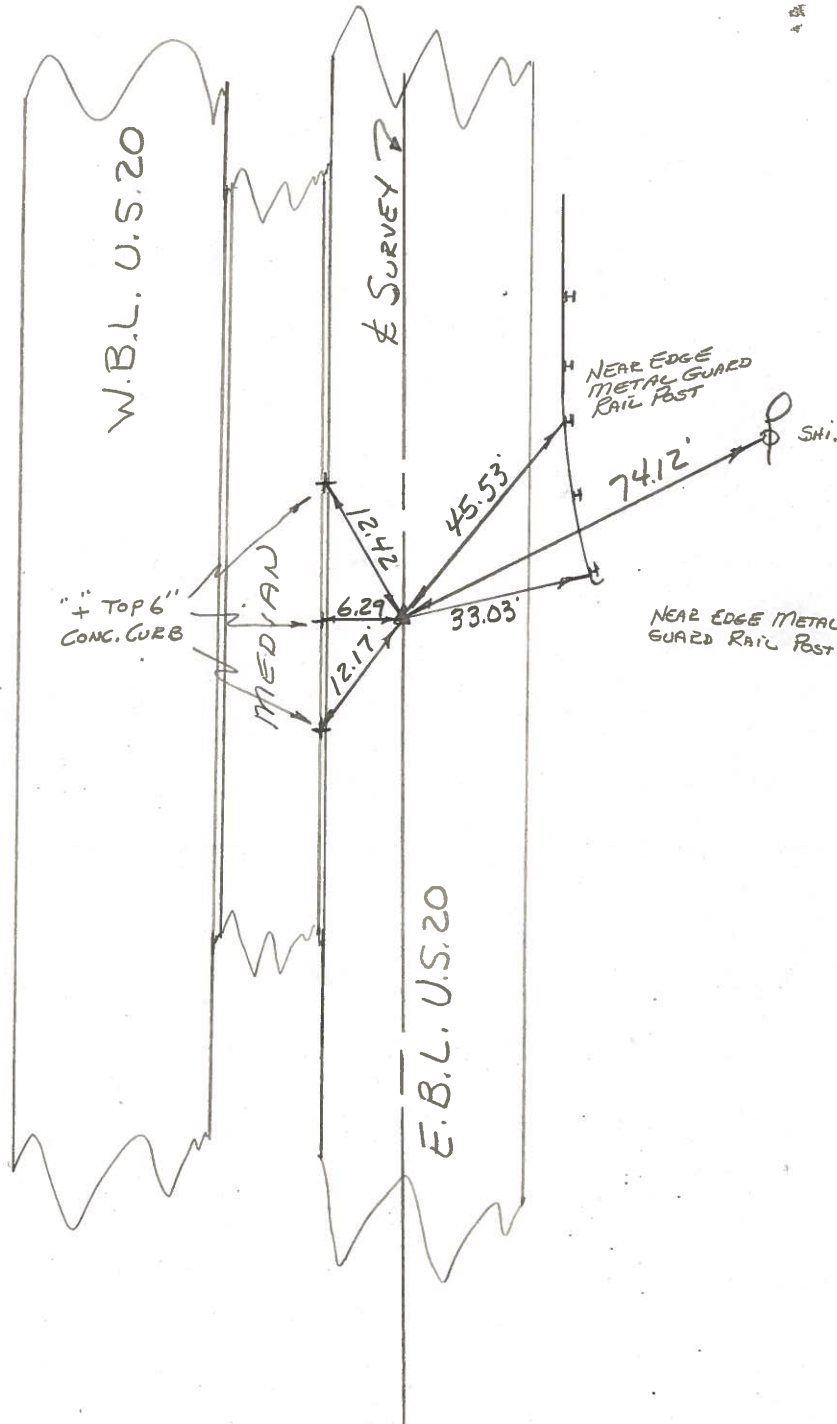 W.B.L. U.S. 20
℄ SURVEY
NEAR EDGE
METAL GUARD
RAIL POST
SHI.
45.53'
74.12'
12.42'
6.29'
33.03'
12.17'
"+" TOP 6"
CONC. CURB
MEDIAN
NEAR EDGE METAL
GUARD RAIL POST
E.B.L. U.S. 20